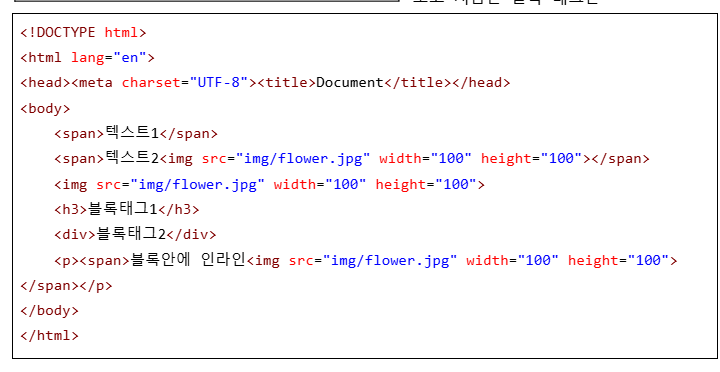 <!DOCTYPE html>
<html lang="en">
<head><meta charset="UTF-8"><title>Document</title></head>
<body>
    <span>텍스트1</span>
    <span>텍스트2<img src="img/flower.jpg" width="100" height="100"></span>
    <img src="img/flower.jpg" width="100" height="100">
    <h3>블록태그1</h3>
    <div>블록태그2</div>
    <p><span>블록안에 인라인<img src="img/flower.jpg" width="100" height="100">
</span></p>
</body>
</html>